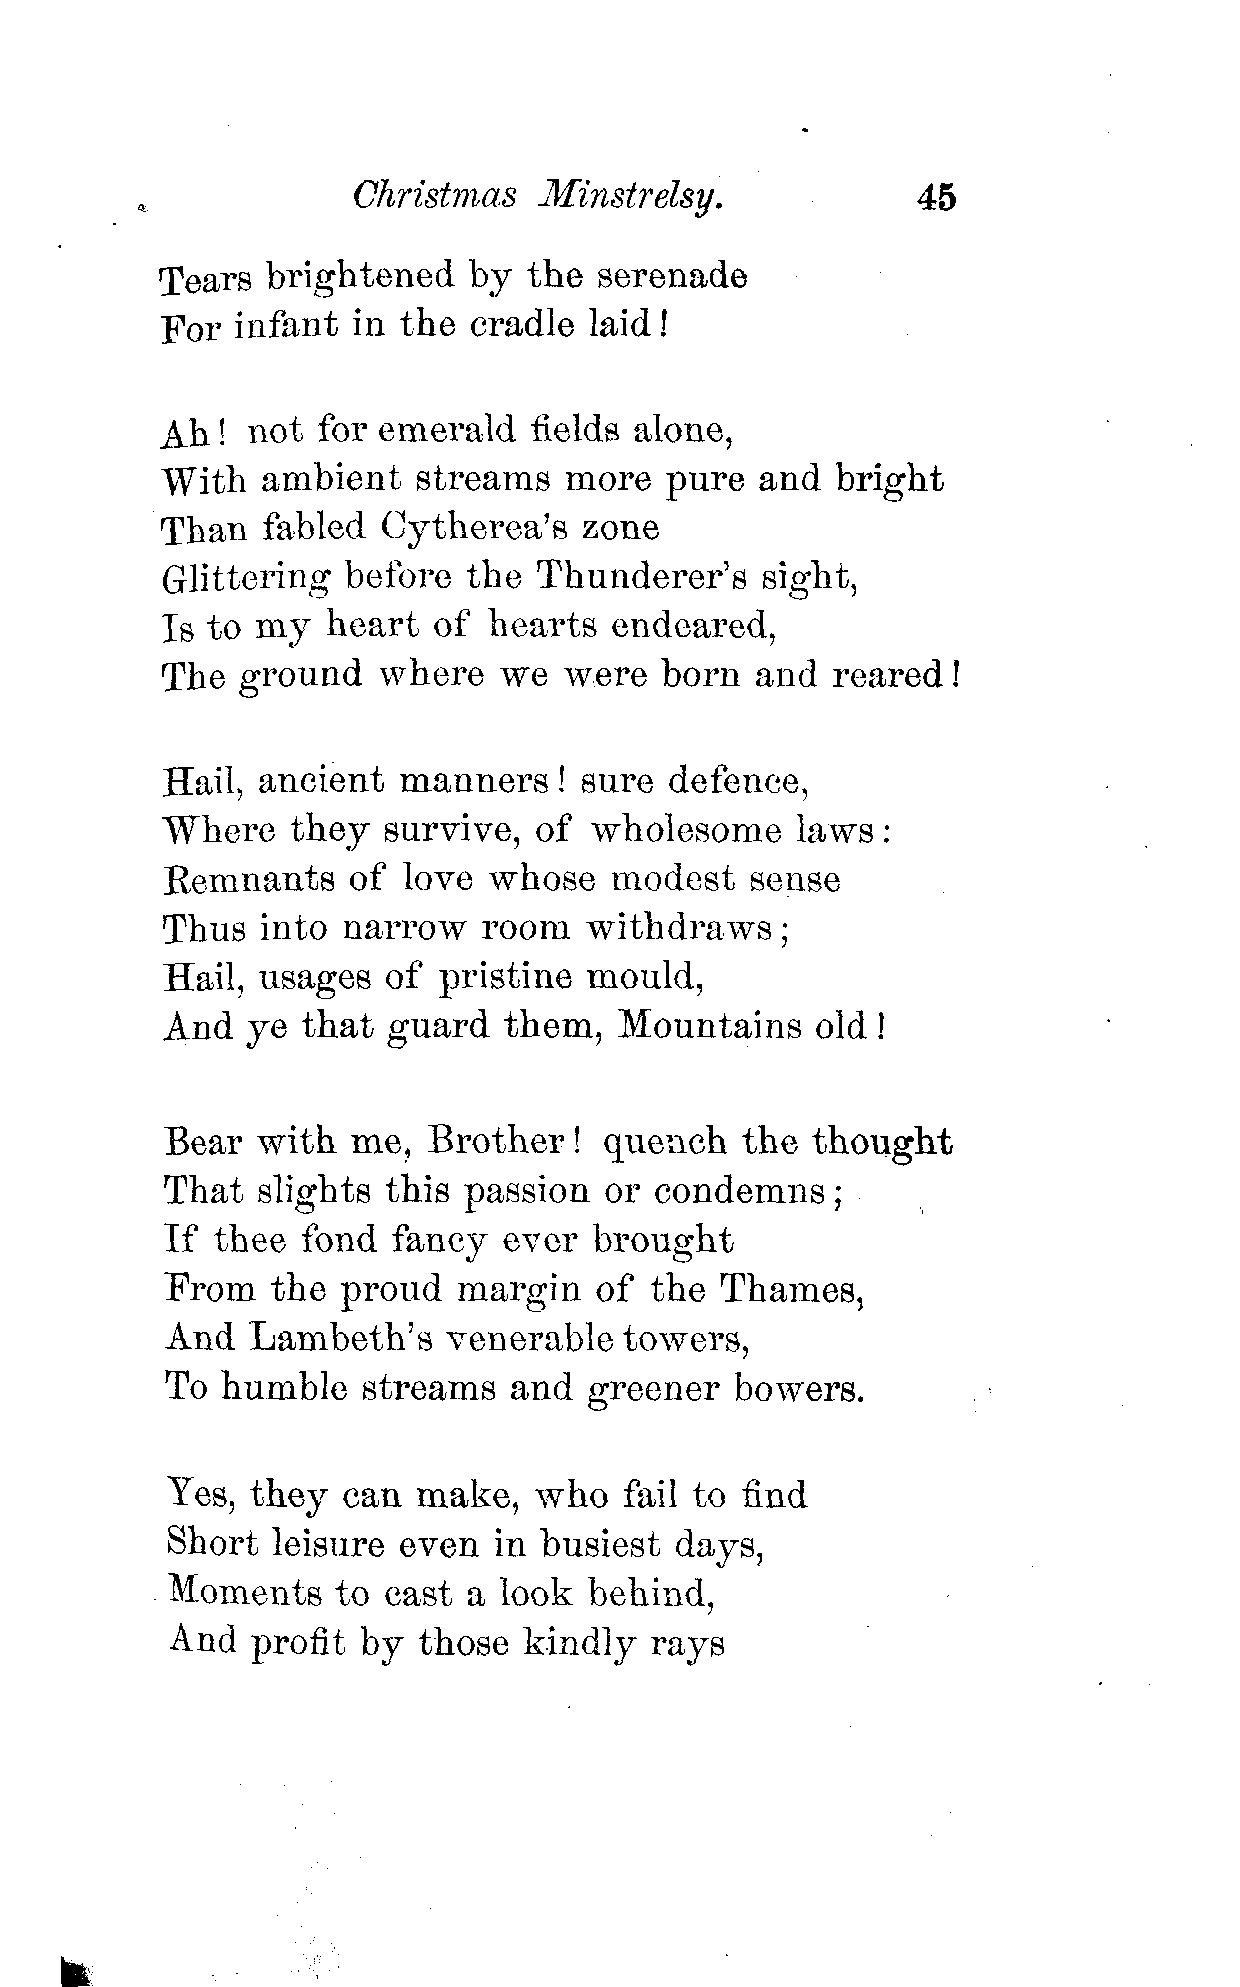 Christmas Minstrelsy. 45
Tears brightened by the serenade
For infant in the cradle laid!
Ah! not for emerald fields alone,
With ambient streams more pure and bright
Than fabled Cytherea's zone
Glittering before the Thunderer's sight,
Is to my heart of hearts endeared,
The ground where we were born and reared!
Hail, ancient manners! sure defence,
Where they survive, of wholesome laws:
Remnants of love whose modest sense
Thus into narrow room withdraws;
Hail, usages of pristine mould,
And ye that guard them, Mountains old!
Bear with me, Brother! quench the thought
That slights this passion or condemns;
If thee fond fancy ever brought
From the proud margin of the Thames,
And Lambeth's venerable towers,
To humble streams and greener bowers.
Yes, they can make, who fail to find
Short leisure even in busiest days,
Moments to cast a look behind,
And profit by those kindly rays